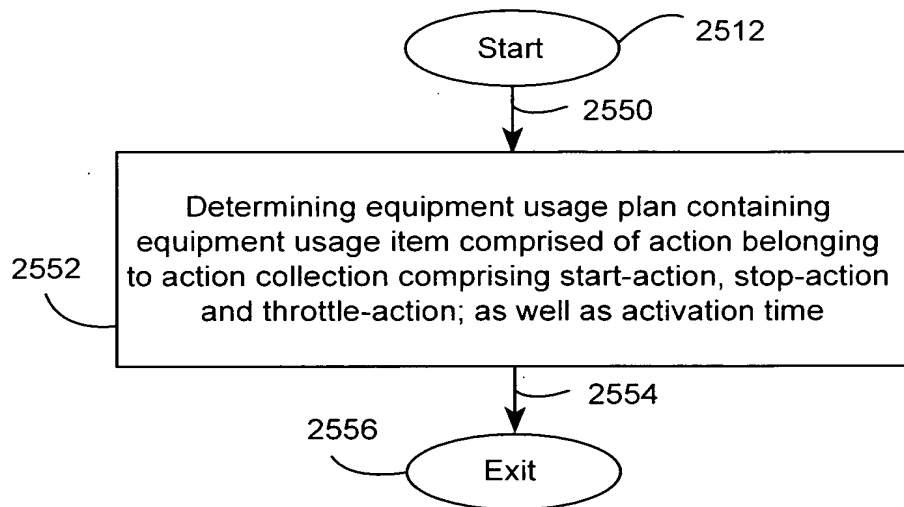 Start
2512
2550
Determining equipment usage plan containing
equipment usage item comprised of action belonging
to action collection comprising start-action, stop-action
and throttle-action; as well as activation time
2552
2554
2556
Exit